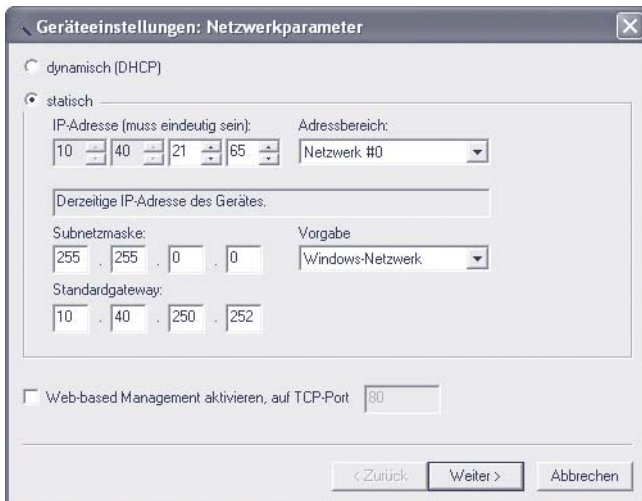 Geräteeinstellungen: Netzwerkparameter
dynamisch (DHCP)
statisch
IP-Adresse (muss eindeutig sein): Adressbereich:
10 40 21 65 Netzwerk #0
Derzeitige IP-Adresse des Gerätes.
Subnetzmaske: Vorgabe
255 . 255 . 0 . 0 Windows-Netzwerk
Standardgateway:
10 . 40 . 250 . 252
Web-based Management aktivieren, auf TCP-Port 80
< Zurück Weiter > Abbrechen